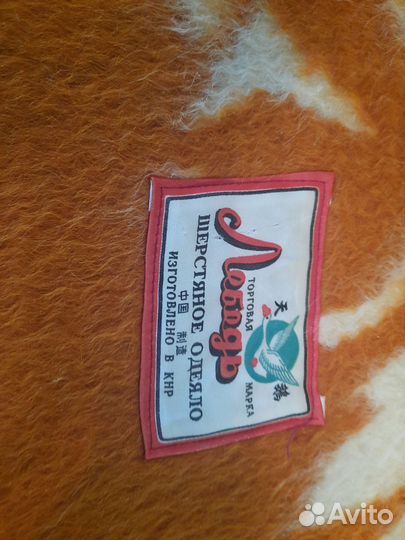 天鹅
ТОРГОВАЯ МАРКА
Лебедь
ШЕРСТЯНОЕ ОДЕЯЛО
中国 制造
ИЗГОТОВЛЕНО В КНР
Avito